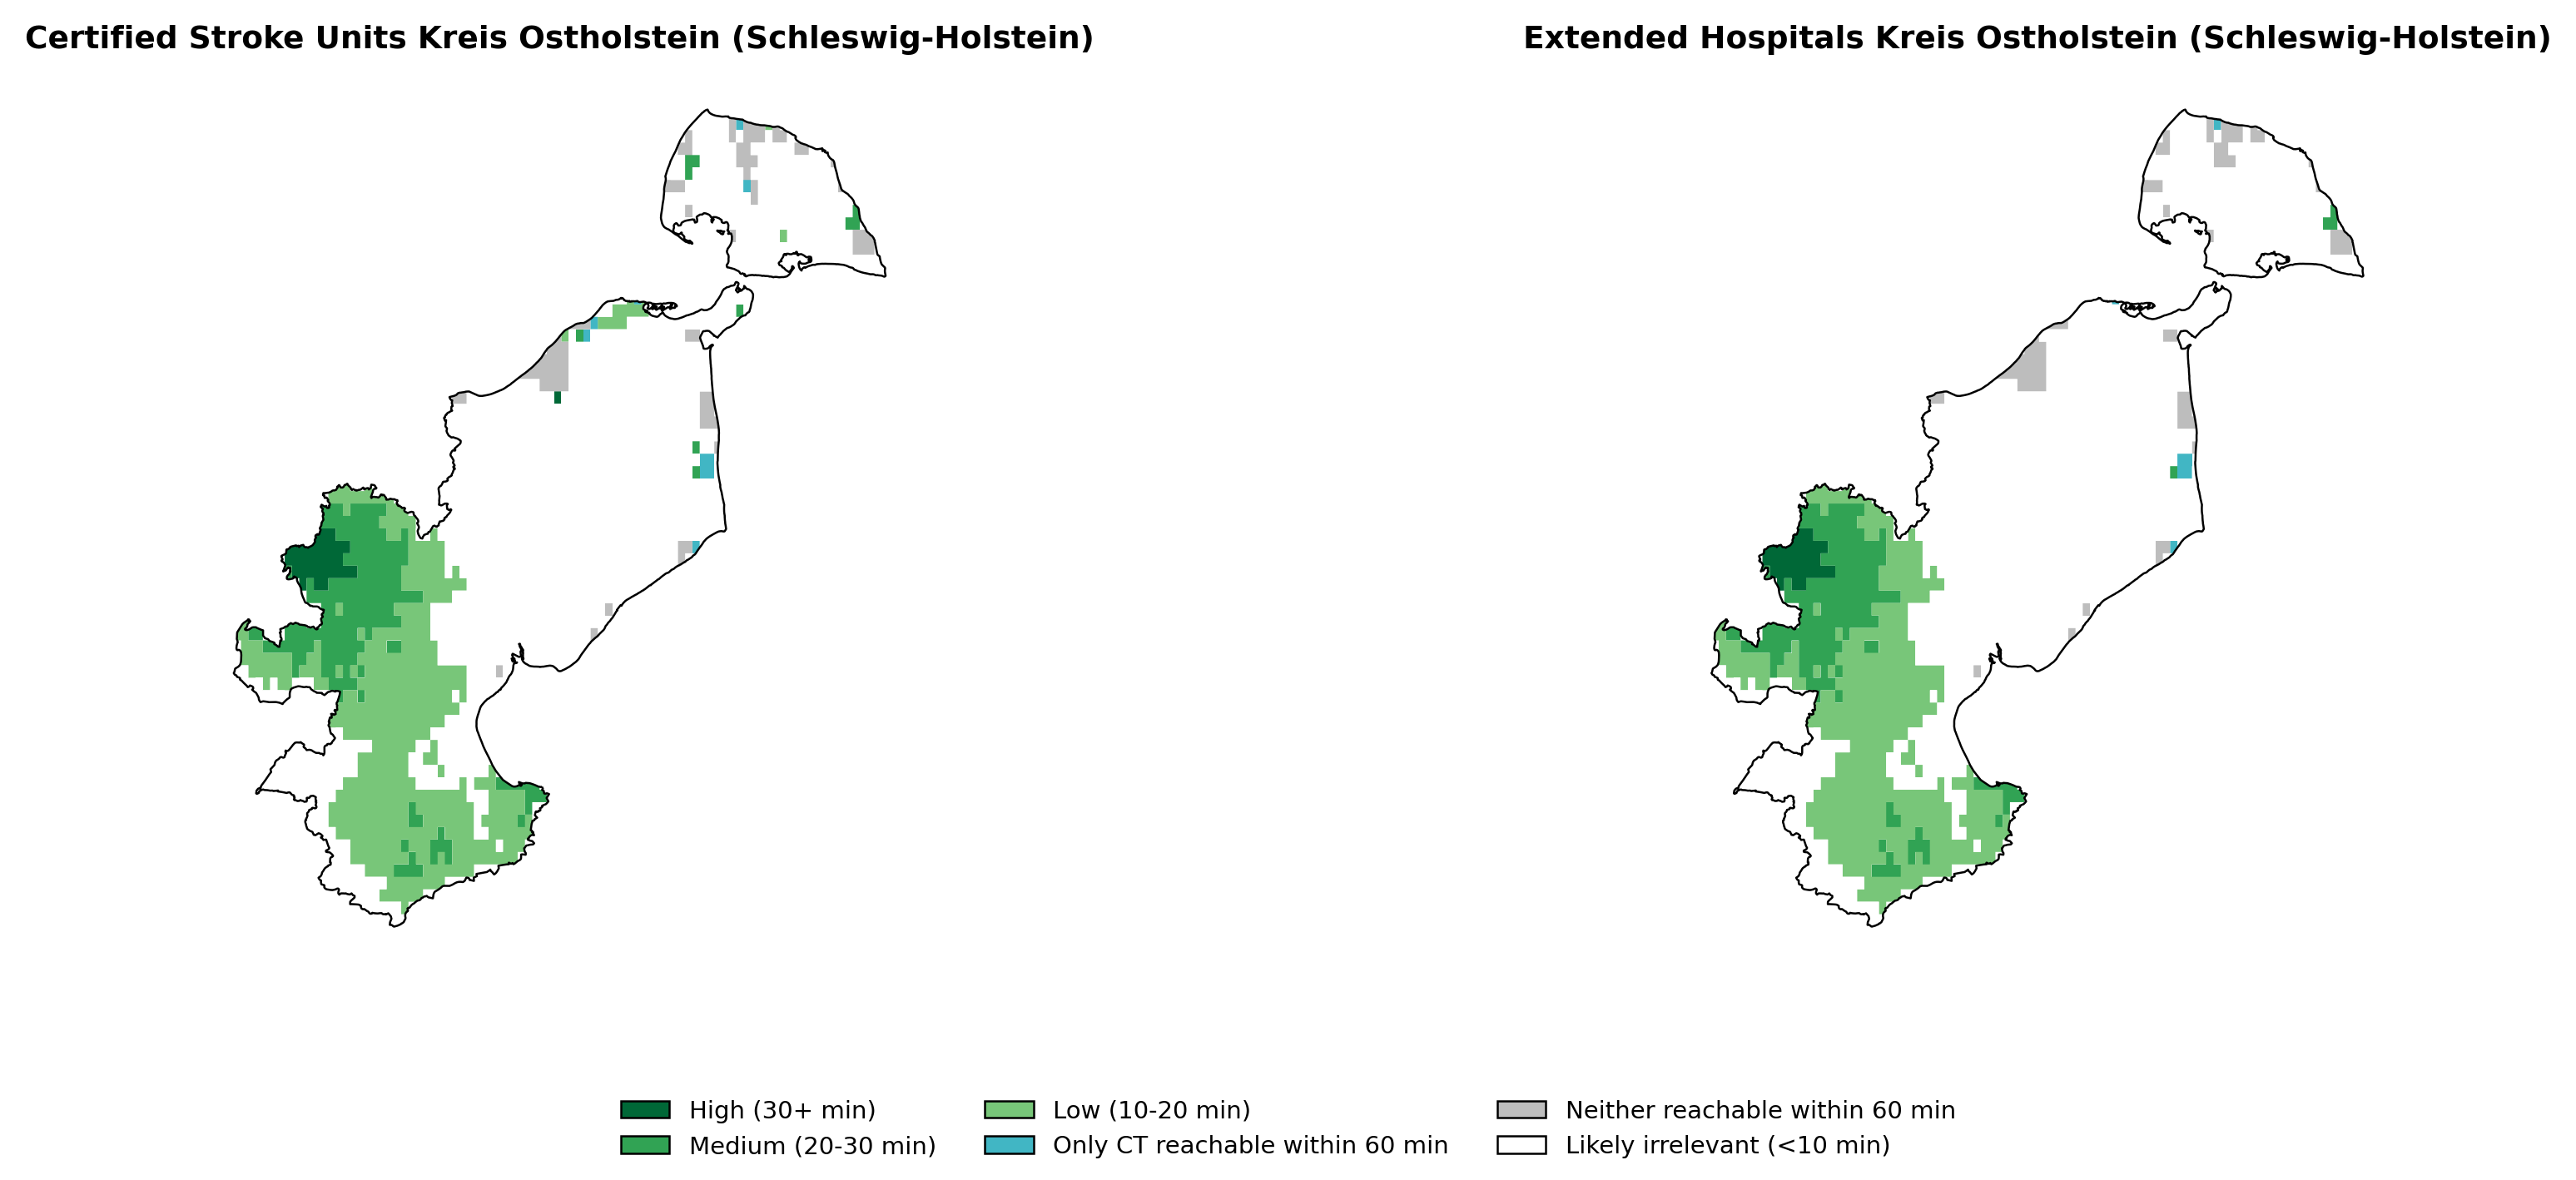 Certified Stroke Units Kreis Ostholstein (Schleswig-Holstein)
Extended Hospitals Kreis Ostholstein (Schleswig-Holstein)
High (30+ min)
Medium (20-30 min)
Low (10-20 min)
Only CT reachable within 60 min
Neither reachable within 60 min
Likely irrelevant (<10 min)